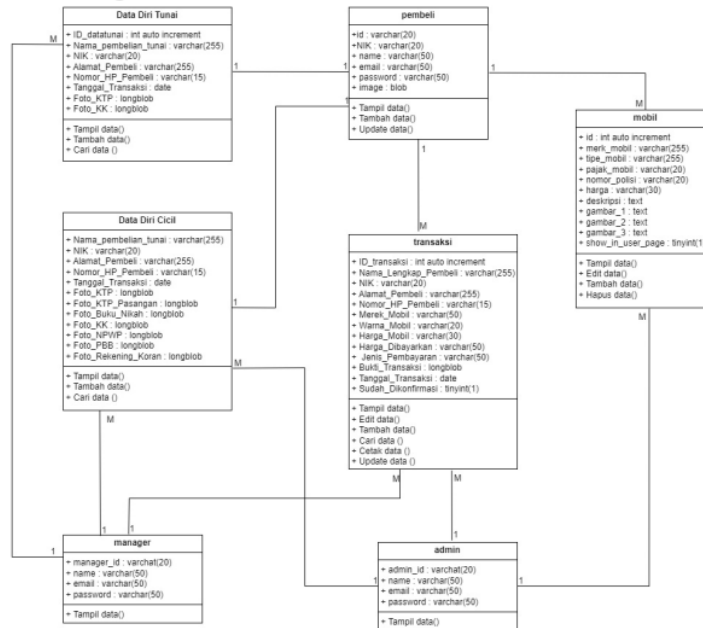 Data Diri Tunai
+ ID_datatunai : int auto increment
+ Nama_pembelian_tunai : varchar(255)
+ NIK : varchar(20)
+ Alamat_Pembeli : varchar(255)
+ Nomor_HP_Pembeli : varchar(15)
+ Tanggal_Transaksi : date
+ Foto_KTP : longblob
+ Foto_KK : longblob
+ Tampil data()
+ Tambah data()
+ Cari data ()
pembeli
+id : varchar(20)
+NIK : varchar(20)
+ name : varchar(50)
+ email : varchar(50)
+ password : varchar(50)
+ image : blob
+ Tampil data()
+ Tambah data()
+ Update data()
mobil
+ id : int auto increment
+ merk_mobil : varchar(255)
+ tipe_mobil : varchar(255)
+ pajak_mobil : varchar(20)
+ nomor_polisi : varchar(20)
+ harga : varchar(30)
+ deskripsi : text
+ gambar_1 : text
+ gambar_2 : text
+ gambar_3 : text
+ show_in_user_page : tinyint(1
+ Tampil data()
+ Edit data()
+ Tambah data()
+ Hapus data()
Data Diri Cicil
+ Nama_pembelian_tunai : varchar(255)
+ NIK : varchar(20)
+ Alamat_Pembeli : varchar(255)
+ Nomor_HP_Pembeli : varchar(15)
+ Tanggal_Transaksi : date
+ Foto_KTP : longblob
+ Foto_KTP_Pasangan : longblob
+ Foto_Buku_Nikah : longblob
+ Foto_KK : longblob
+ Foto_NPWP : longblob
+ Foto_PBB : longblob
+ Foto_Rekening_Koran : longblob
+ Tampil data()
+ Tambah data()
+ Cari data ()
transaksi
+ ID_transaksi : int auto increment
+ Nama_Lengkap_Pembeli : varchar(255)
+ NIK : varchar(20)
+ Alamat_Pembeli : varchar(255)
+ Nomor_HP_Pembeli : varchar(15)
+ Merek_Mobil : varchar(50)
+ Warna_Mobil : varchar(20)
+ Harga_Mobil : varchar(30)
+ Harga_Dibayarkan : varchar(50)
+ Jenis_Pembayaran : varchar(50)
+ Bukti_Transaksi : longblob
+ Tanggal_Transaksi : date
+ Sudah_Dikonfirmasi : tinyint(1)
+ Tampil data()
+ Edit data()
+ Tambah data()
+ Cari data ()
+ Cetak data ()
+ Update data ()
manager
+ manager_id : varchat(20)
+ name : varchar(50)
+ email : varchar(50)
+ password : varchar(50)
+ Tampil data()
admin
+ admin_id : varchat(20)
+ name : varchar(50)
+ email : varchar(50)
+ password : varchar(50)
+ Tampil data()
M
1
1
1
1
M
1
M
1
M
M
M
M
M
1
1
1
1
1
1